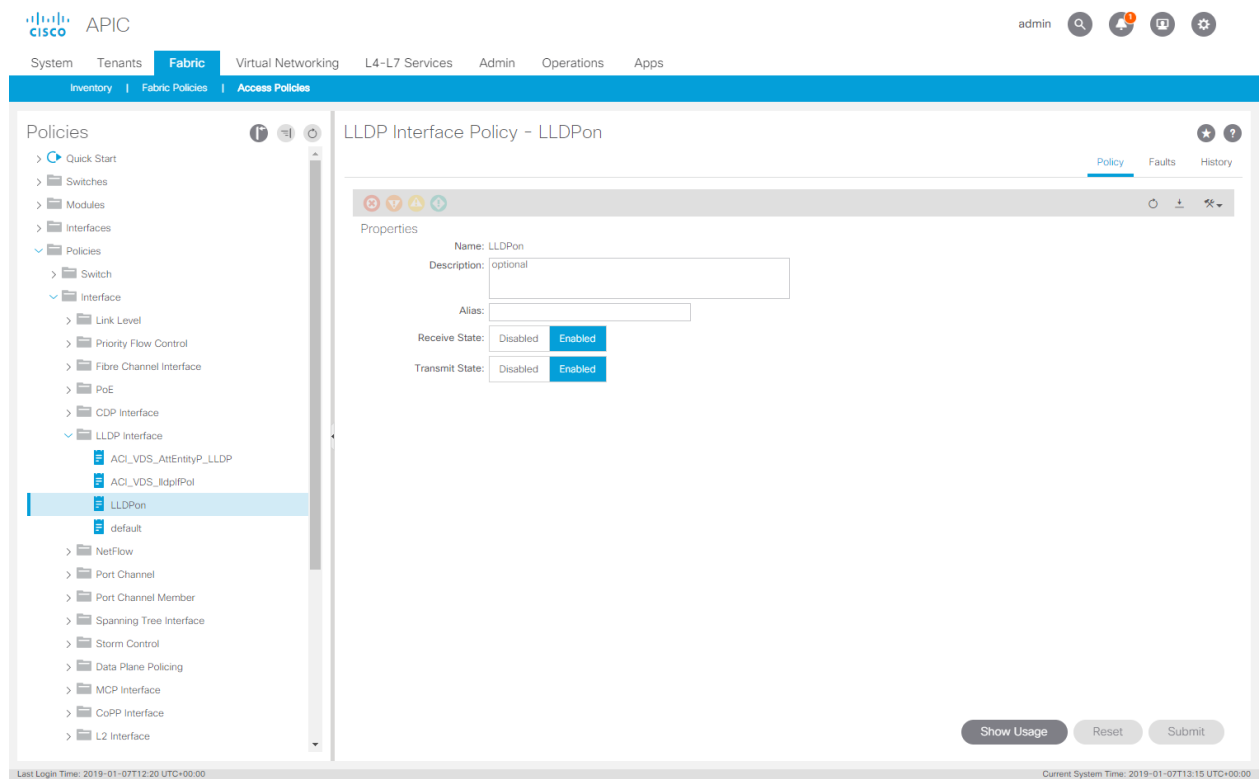 CISCO APIC
admin
1
System Tenants Fabric Virtual Networking L4-L7 Services Admin Operations Apps
Inventory | Fabric Policies | Access Policies
Policies
Quick Start
Switches
Modules
Interfaces
Policies
Switch
Interface
Link Level
Priority Flow Control
Fibre Channel Interface
PoE
CDP Interface
LLDP Interface
ACI_VDS_AttEntityP_LLDP
ACI_VDS_lldpIfPol
LLDPon
default
NetFlow
Port Channel
Port Channel Member
Spanning Tree Interface
Storm Control
Data Plane Policing
MCP Interface
CoPP Interface
L2 Interface
LLDP Interface Policy - LLDPon
Policy Faults History
Properties
Name: LLDPon
Description: optional
Alias:
Receive State: Disabled Enabled
Transmit State: Disabled Enabled
Show Usage Reset Submit
Last Login Time: 2019-01-07T12:20 UTC+00:00
Current System Time: 2019-01-07T13:15 UTC+00:00